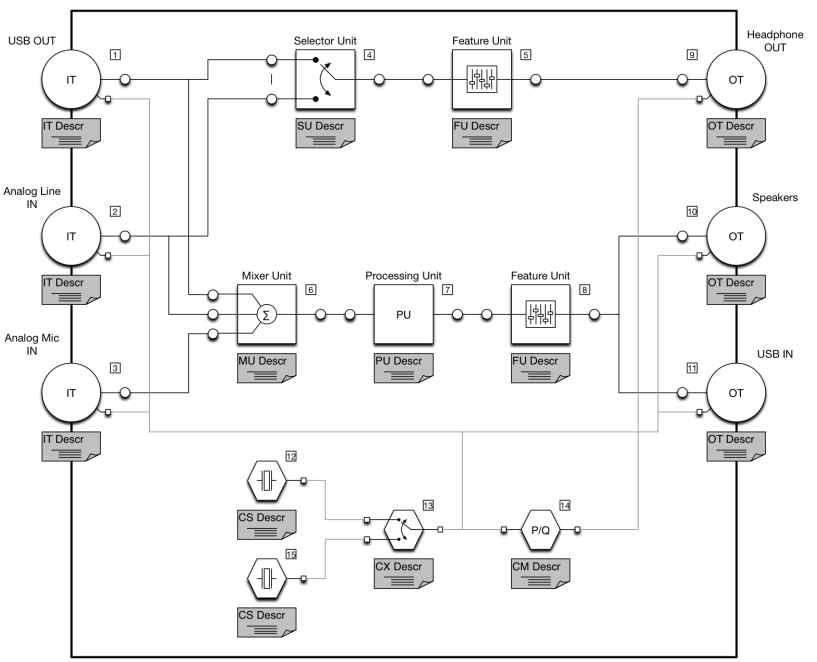 USB OUT
1
IT
IT Descr
Selector Unit
4
SU Descr
Feature Unit
5
FU Descr
9
Headphone
OUT
OT
OT Descr
Analog Line
IN
2
IT
IT Descr
10
Speakers
OT
OT Descr
Mixer Unit
6
Σ
MU Descr
Processing Unit
7
PU
PU Descr
Feature Unit
8
FU Descr
Analog Mic
IN
3
IT
IT Descr
11
USB IN
OT
OT Descr
12
CS Descr
13
CX Descr
14
P/Q
CM Descr
15
CS Descr